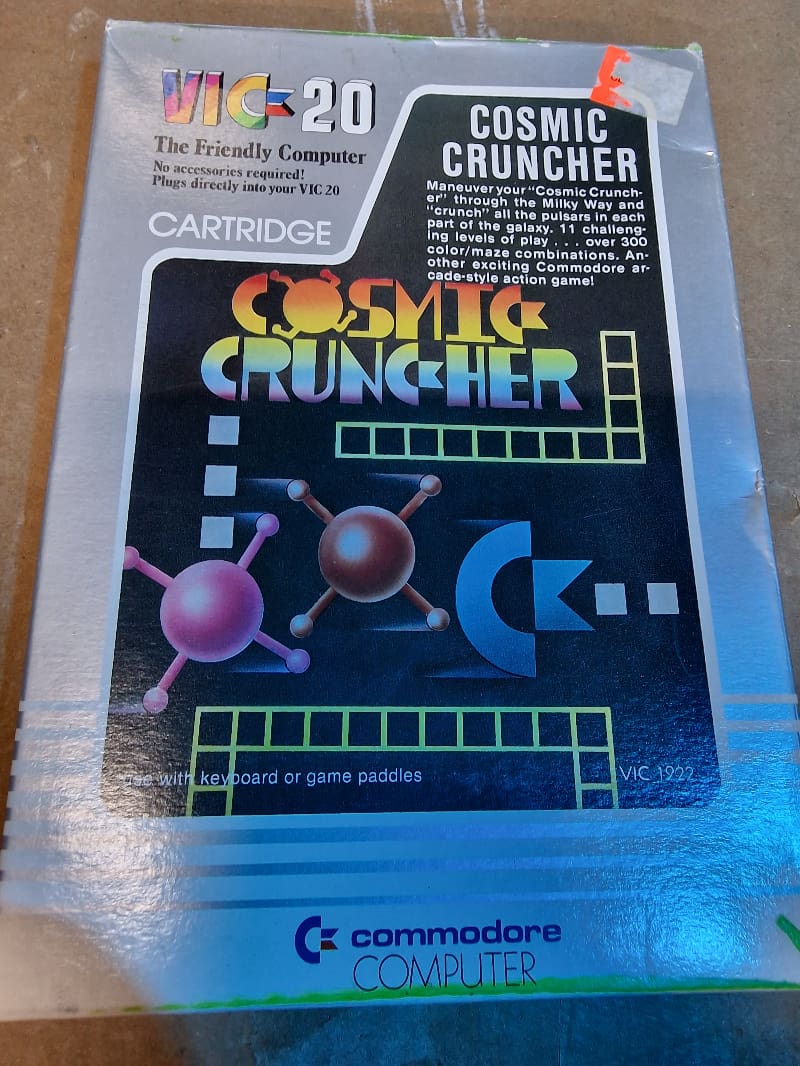 VIC 20
The Friendly Computer
No accessories required!
Plugs directly into your VIC 20
CARTRIDGE
COSMIC
CRUNCHER
Maneuver your "Cosmic Crunch-
er" through the Milky Way and
"crunch" all the pulsars in each
part of the galaxy. 11 challeng-
ing levels of play . . . over 300
color/maze combinations. An-
other exciting Commodore ar-
cade-style action game!
COSMIC
CRUNCHER
use with keyboard or game paddles
VIC 1922
commodore
COMPUTER